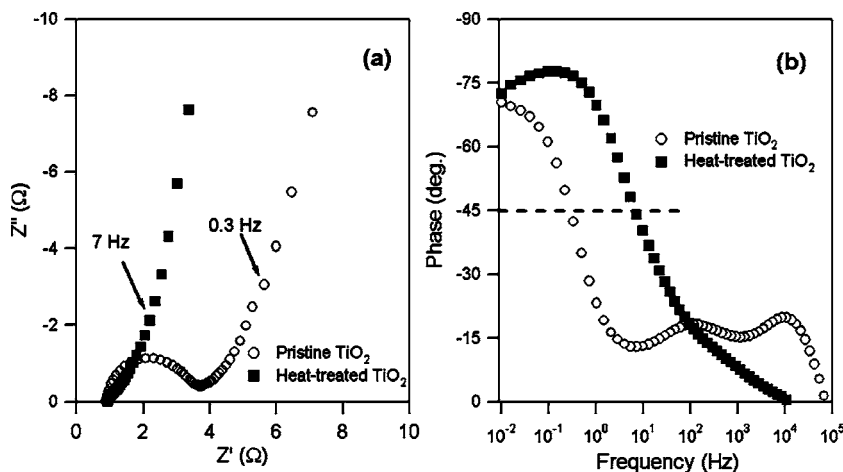 (a)
-10
-8
-6
-4
-2
0
Z'' (Ω)
0.3 Hz
7 Hz
Pristine TiO₂
Heat-treated TiO₂
0 2 4 6 8 10
Z' (Ω)
(b)
-90
-75
-60
-45
-30
-15
0
Phase (deg.)
Pristine TiO₂
Heat-treated TiO₂
10⁻² 10⁻¹ 10⁰ 10¹ 10² 10³ 10⁴ 10⁵
Frequency (Hz)